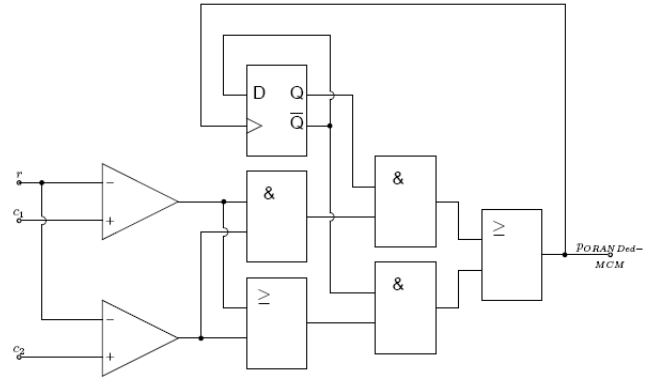 D Q
Q̅
r
−
&
&
c₁
+
p_ORANDed−
MCM
≥
≥
&
−
c₂
+